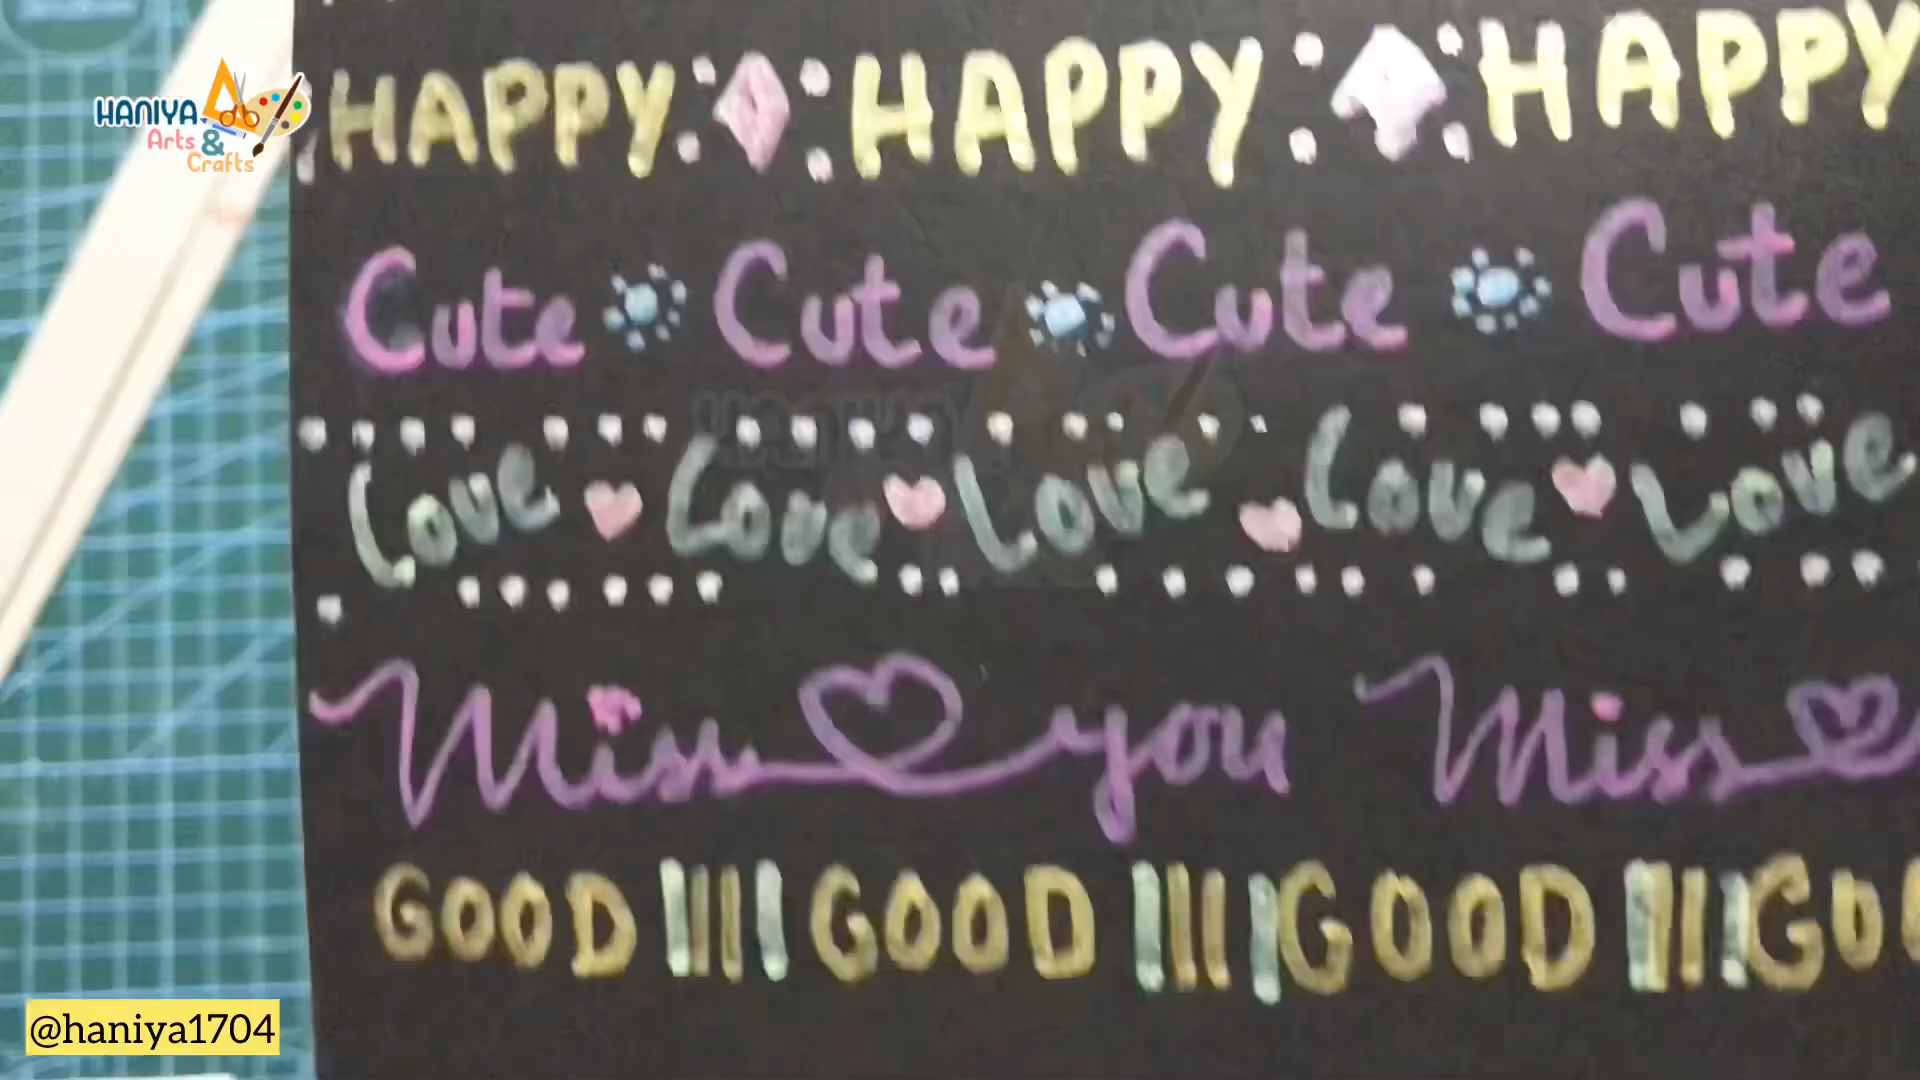 HANIYA
Arts &
Crafts
HAPPY HAPPY HAPPY
Cute Cute Cute Cute
Love Love Love Love Love
Miss you Miss
GOOD GOOD GOOD GOO
@haniya1704